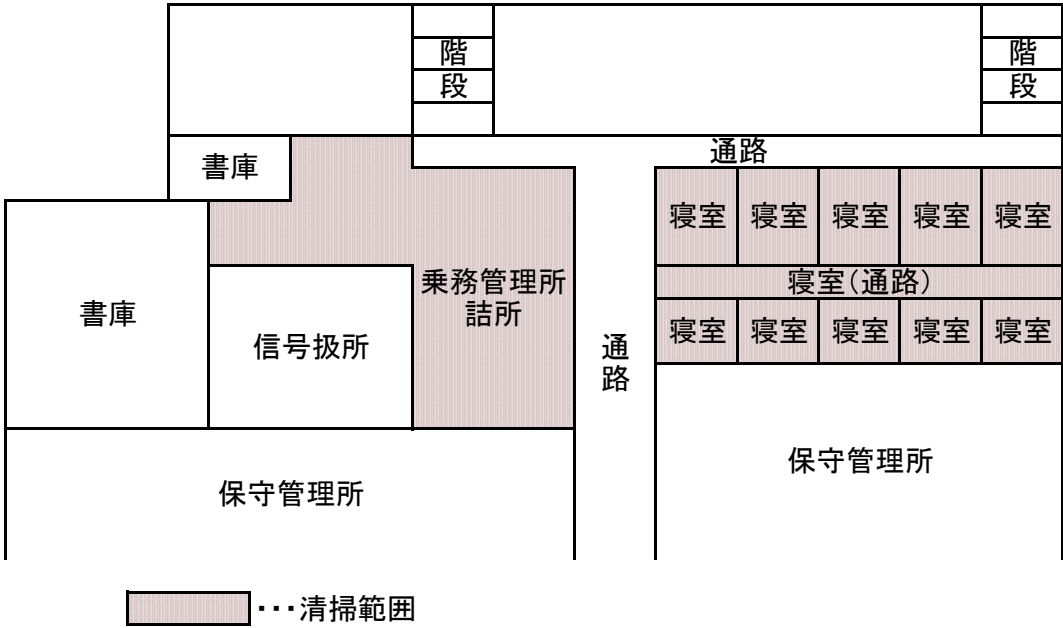 階
段
階
段
通路
書庫
寝室 寝室 寝室 寝室 寝室
乗務管理所
詰所
寝室(通路)
書庫
信号扱所
寝室 寝室 寝室 寝室 寝室
通
路
保守管理所
保守管理所
･･･清掃範囲